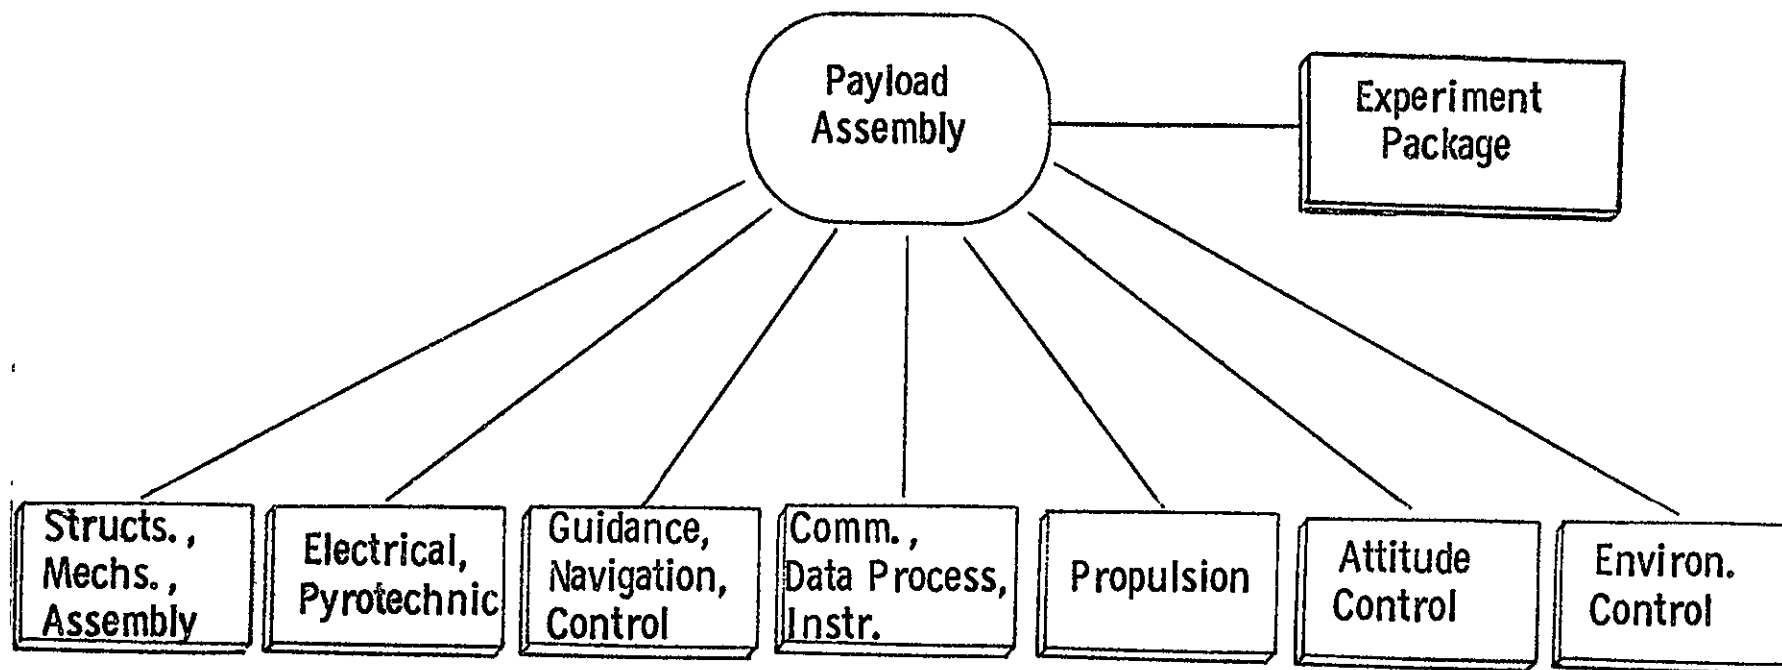 Payload
Assembly
Experiment
Package
Structs.,
Mechs.,
Assembly
Electrical,
Pyrotechnic
Guidance,
Navigation,
Control
Comm.,
Data Process,
Instr.
Propulsion
Attitude
Control
Environ.
Control